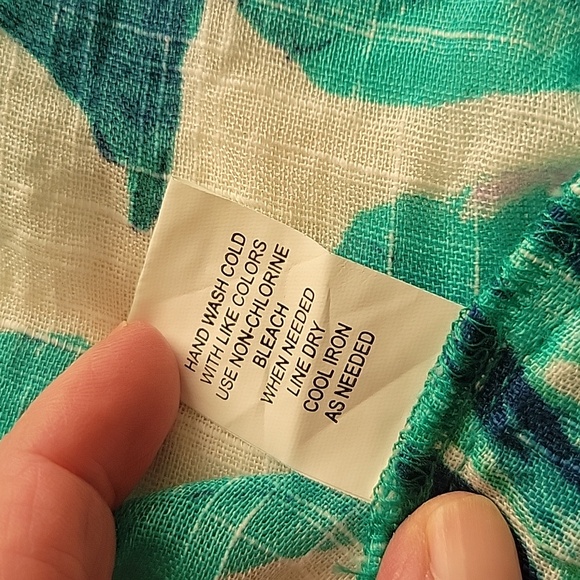 HAND WASH COLD
WITH LIKE COLORS
USE NON-CHLORINE
BLEACH
WHEN NEEDED
LINE DRY
COOL IRON
AS NEEDED